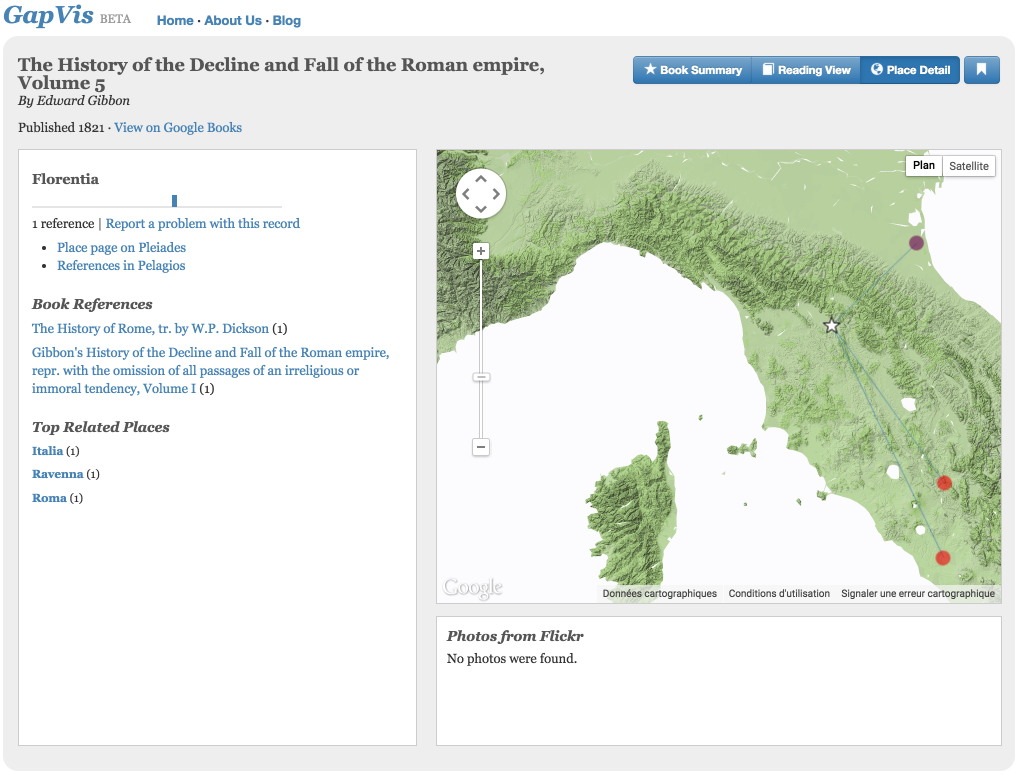 GapVis BETA Home · About Us · Blog
The History of the Decline and Fall of the Roman empire,
Volume 5
By Edward Gibbon
Published 1821 · View on Google Books
Book Summary Reading View Place Detail
Florentia
1 reference | Report a problem with this record
Place page on Pleiades
References in Pelagios
Book References
The History of Rome, tr. by W.P. Dickson (1)
Gibbon's History of the Decline and Fall of the Roman empire,
repr. with the omission of all passages of an irreligious or
immoral tendency, Volume I (1)
Top Related Places
Italia (1)
Ravenna (1)
Roma (1)
Plan Satellite
Google
Données cartographiques Conditions d'utilisation Signaler une erreur cartographique
Photos from Flickr
No photos were found.